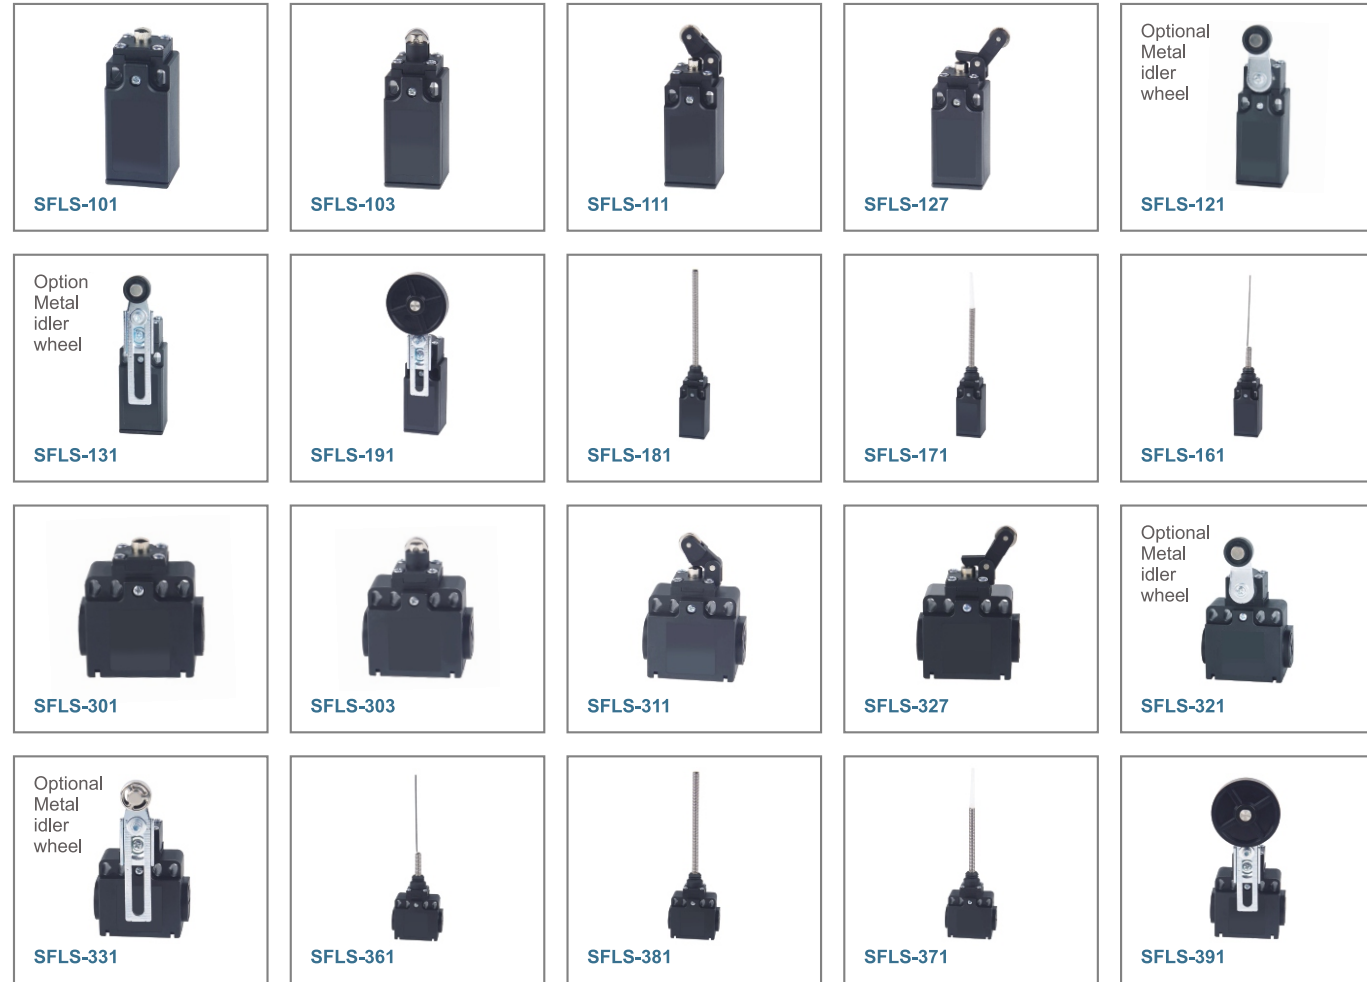 SFLS-101
SFLS-103
SFLS-111
SFLS-127
Optional
Metal
idler
wheel
SFLS-121
Option
Metal
idler
wheel
SFLS-131
SFLS-191
SFLS-181
SFLS-171
SFLS-161
SFLS-301
SFLS-303
SFLS-311
SFLS-327
Optional
Metal
idler
wheel
SFLS-321
Optional
Metal
idler
wheel
SFLS-331
SFLS-361
SFLS-381
SFLS-371
SFLS-391